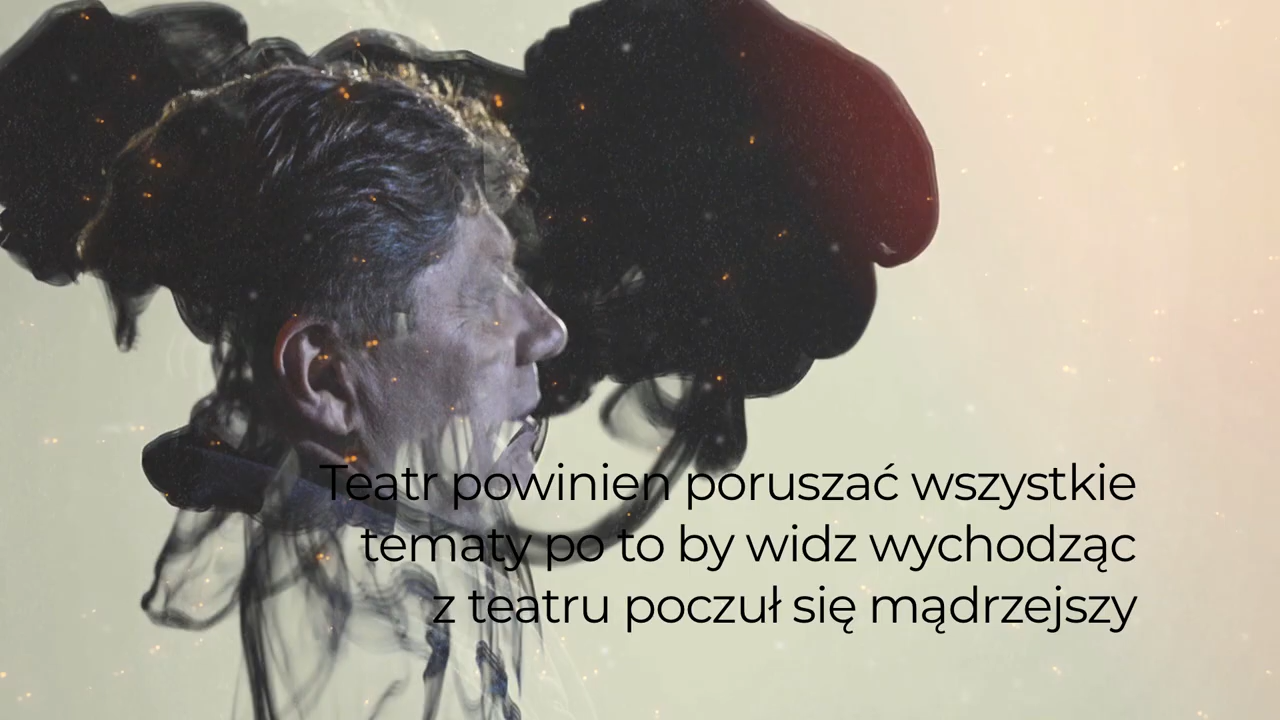 Teatr powinien poruszać wszystkie
tematy po to by widz wychodząc
z teatru poczuł się mądrzejszy